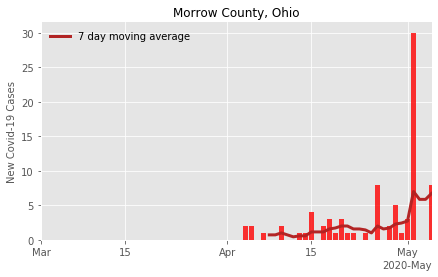 Morrow County, Ohio
7 day moving average
New Covid-19 Cases
30
25
20
15
10
5
0
Mar 15 Apr 15 May
2020-May